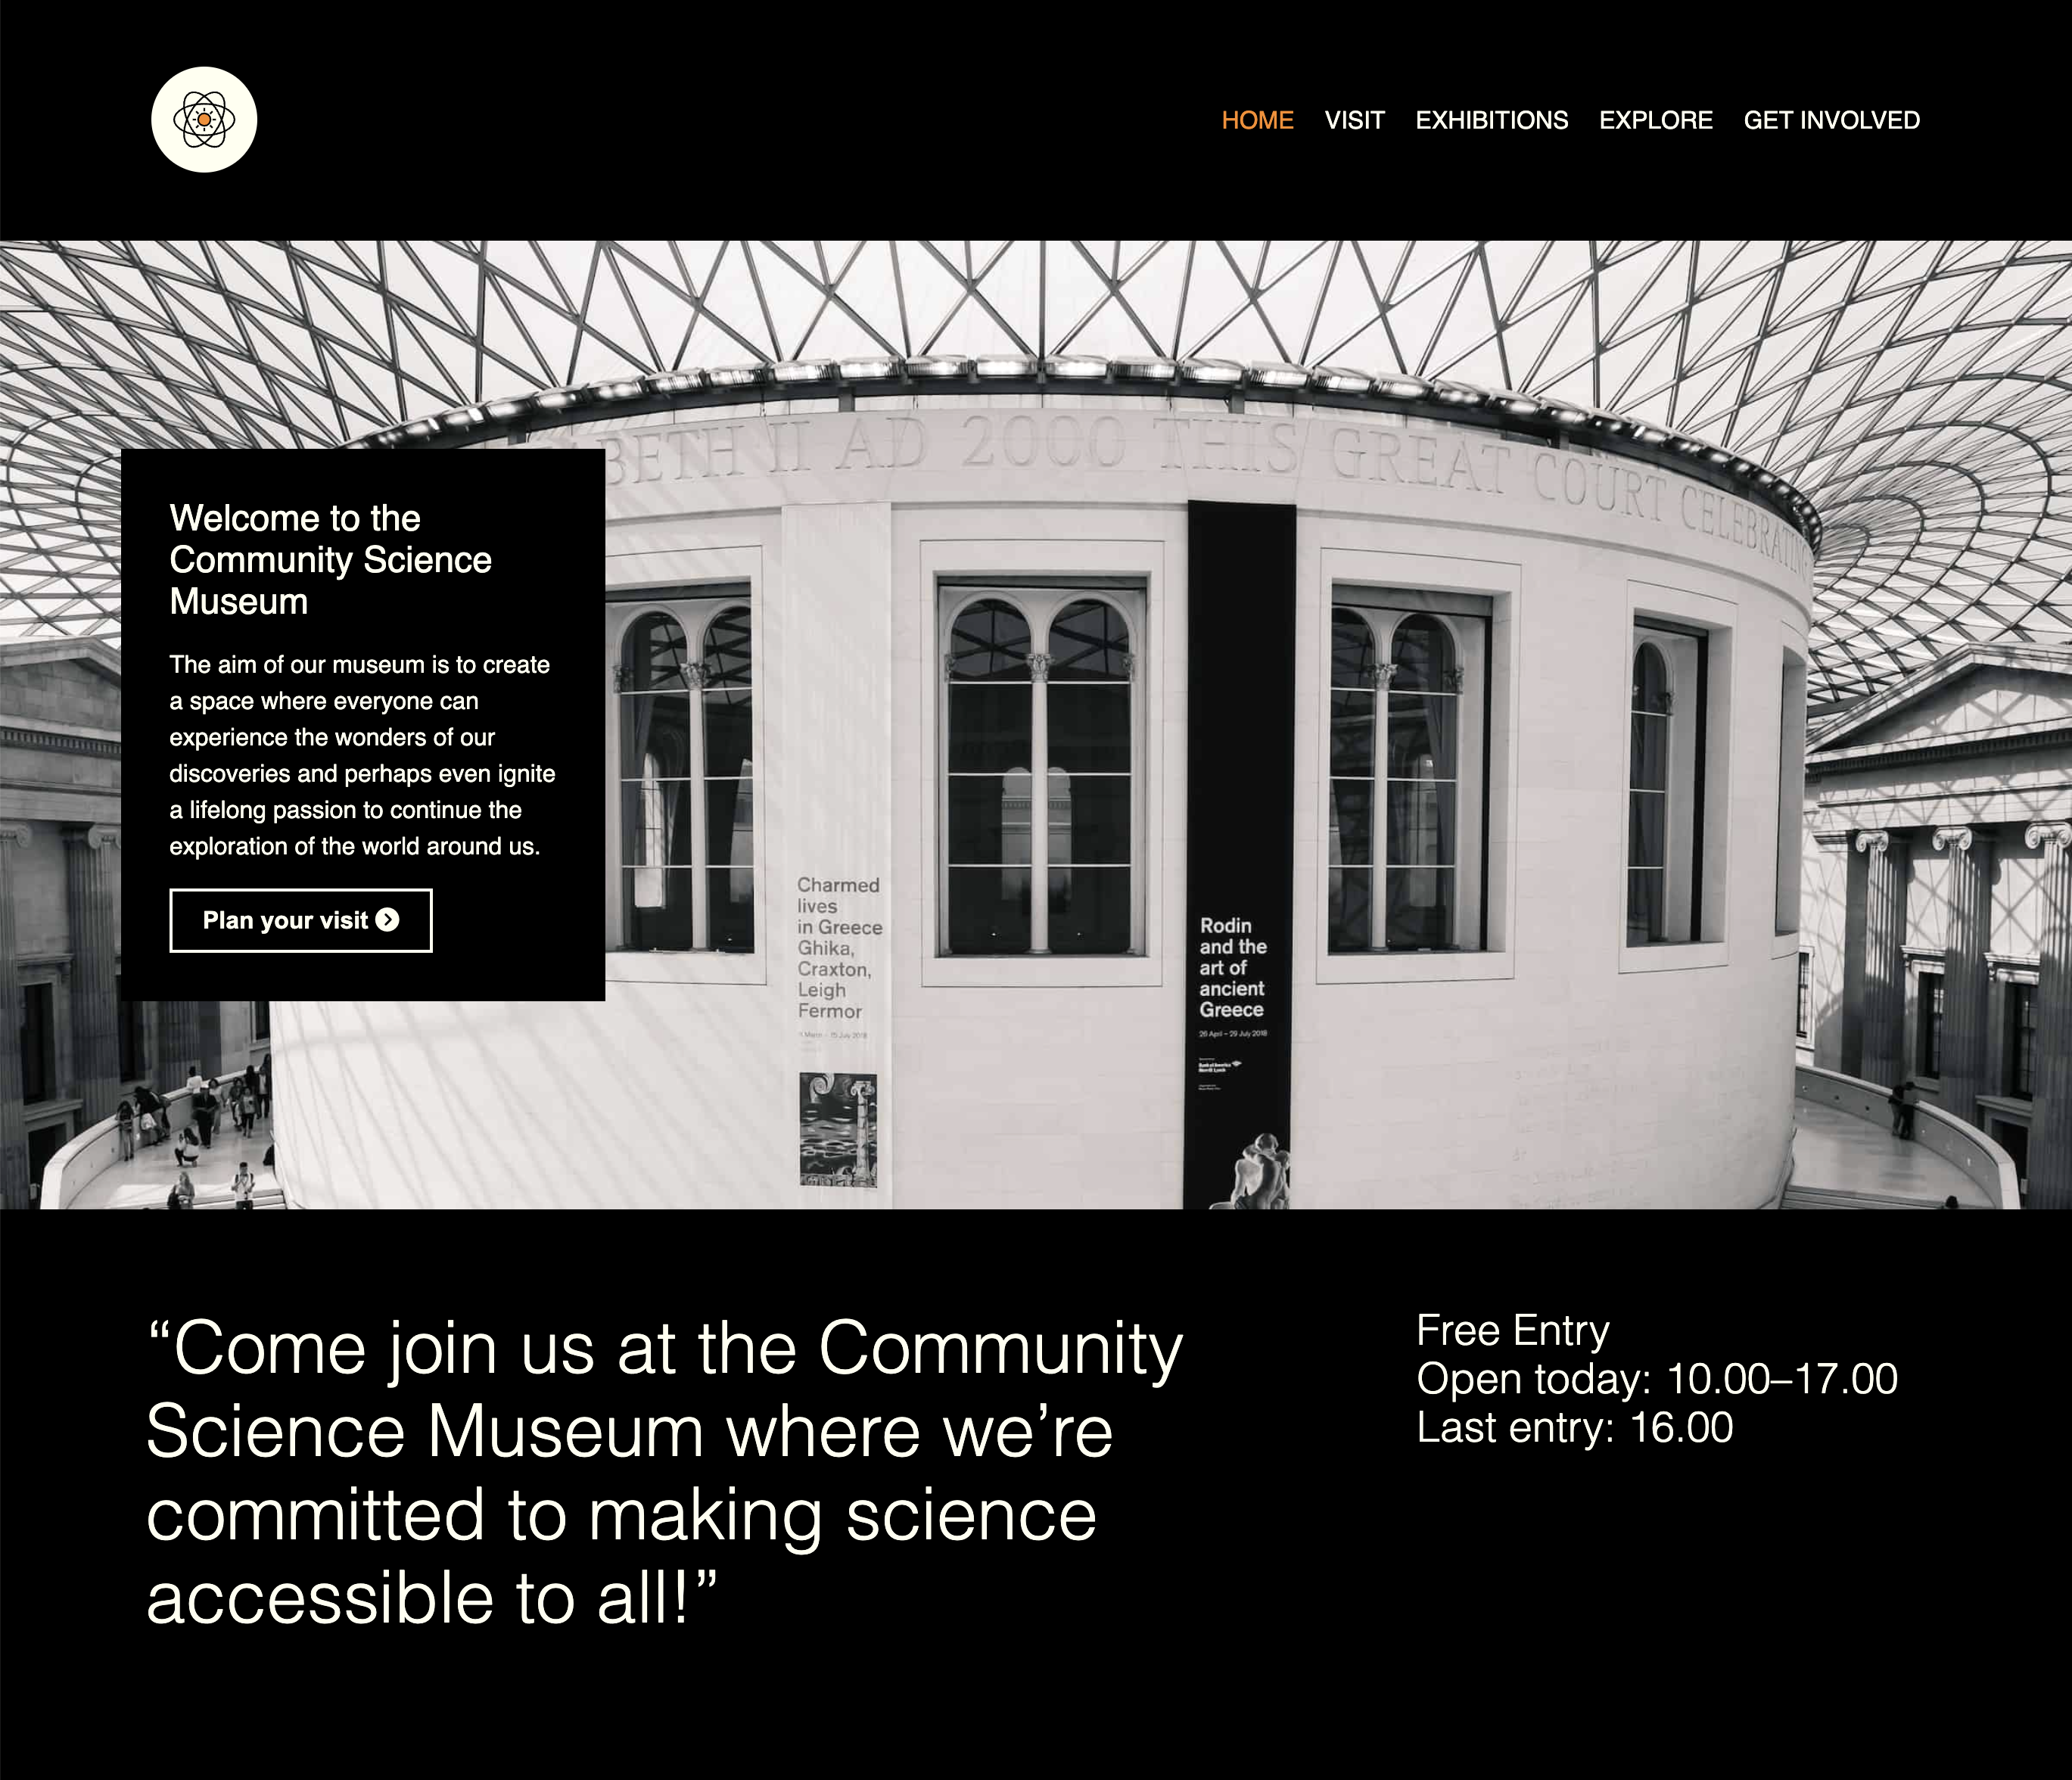 HOME VISIT EXHIBITIONS EXPLORE GET INVOLVED
BETH II AD 2000 THIS GREAT COURT CELEBRATING
Welcome to the
Community Science
Museum
The aim of our museum is to create
a space where everyone can
experience the wonders of our
discoveries and perhaps even ignite
a lifelong passion to continue the
exploration of the world around us.
Plan your visit
Charmed
lives
in Greece
Ghika,
Craxton,
Leigh
Fermor
Rodin
and the
art of
ancient
Greece
26 April – 29 July 2018
“Come join us at the Community
Science Museum where we’re
committed to making science
accessible to all!”
Free Entry
Open today: 10.00–17.00
Last entry: 16.00